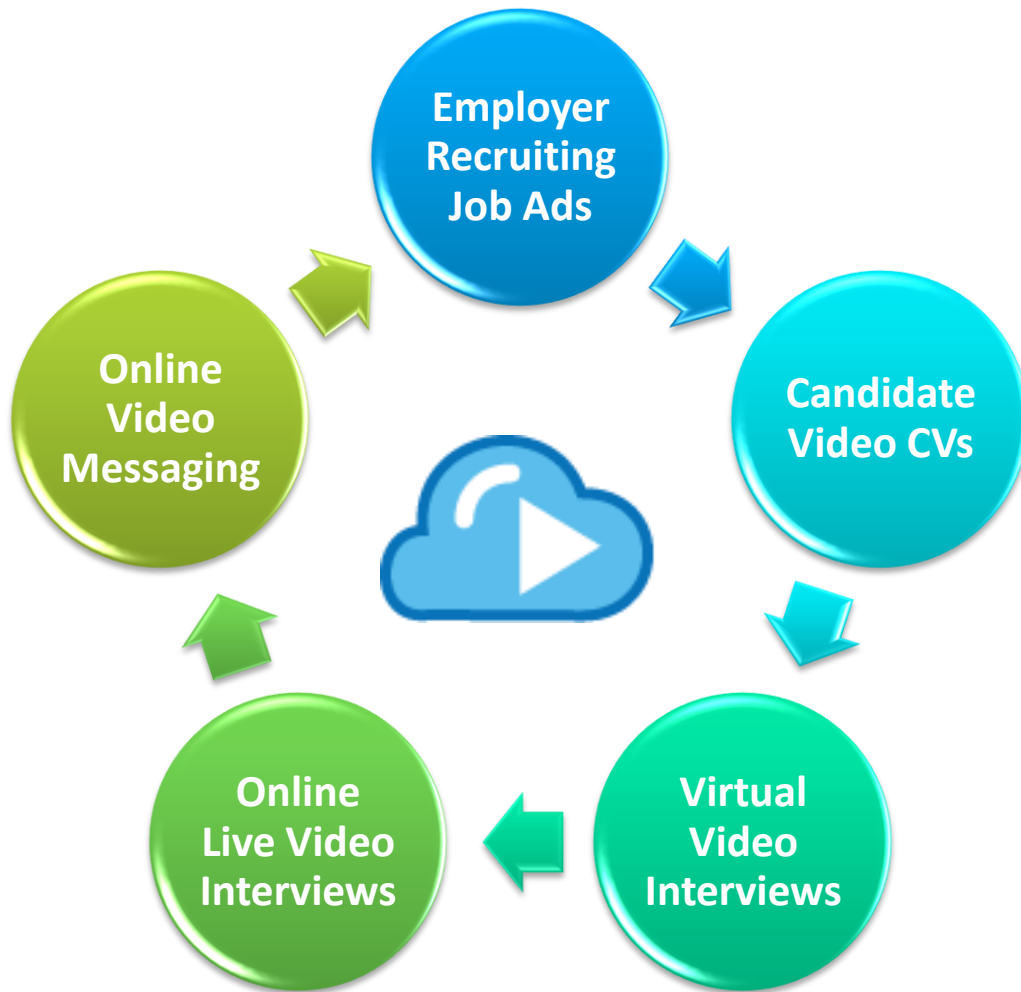 Employer
Recruiting
Job Ads
Candidate
Video CVs
Virtual
Video
Interviews
Online
Live Video
Interviews
Online
Video
Messaging